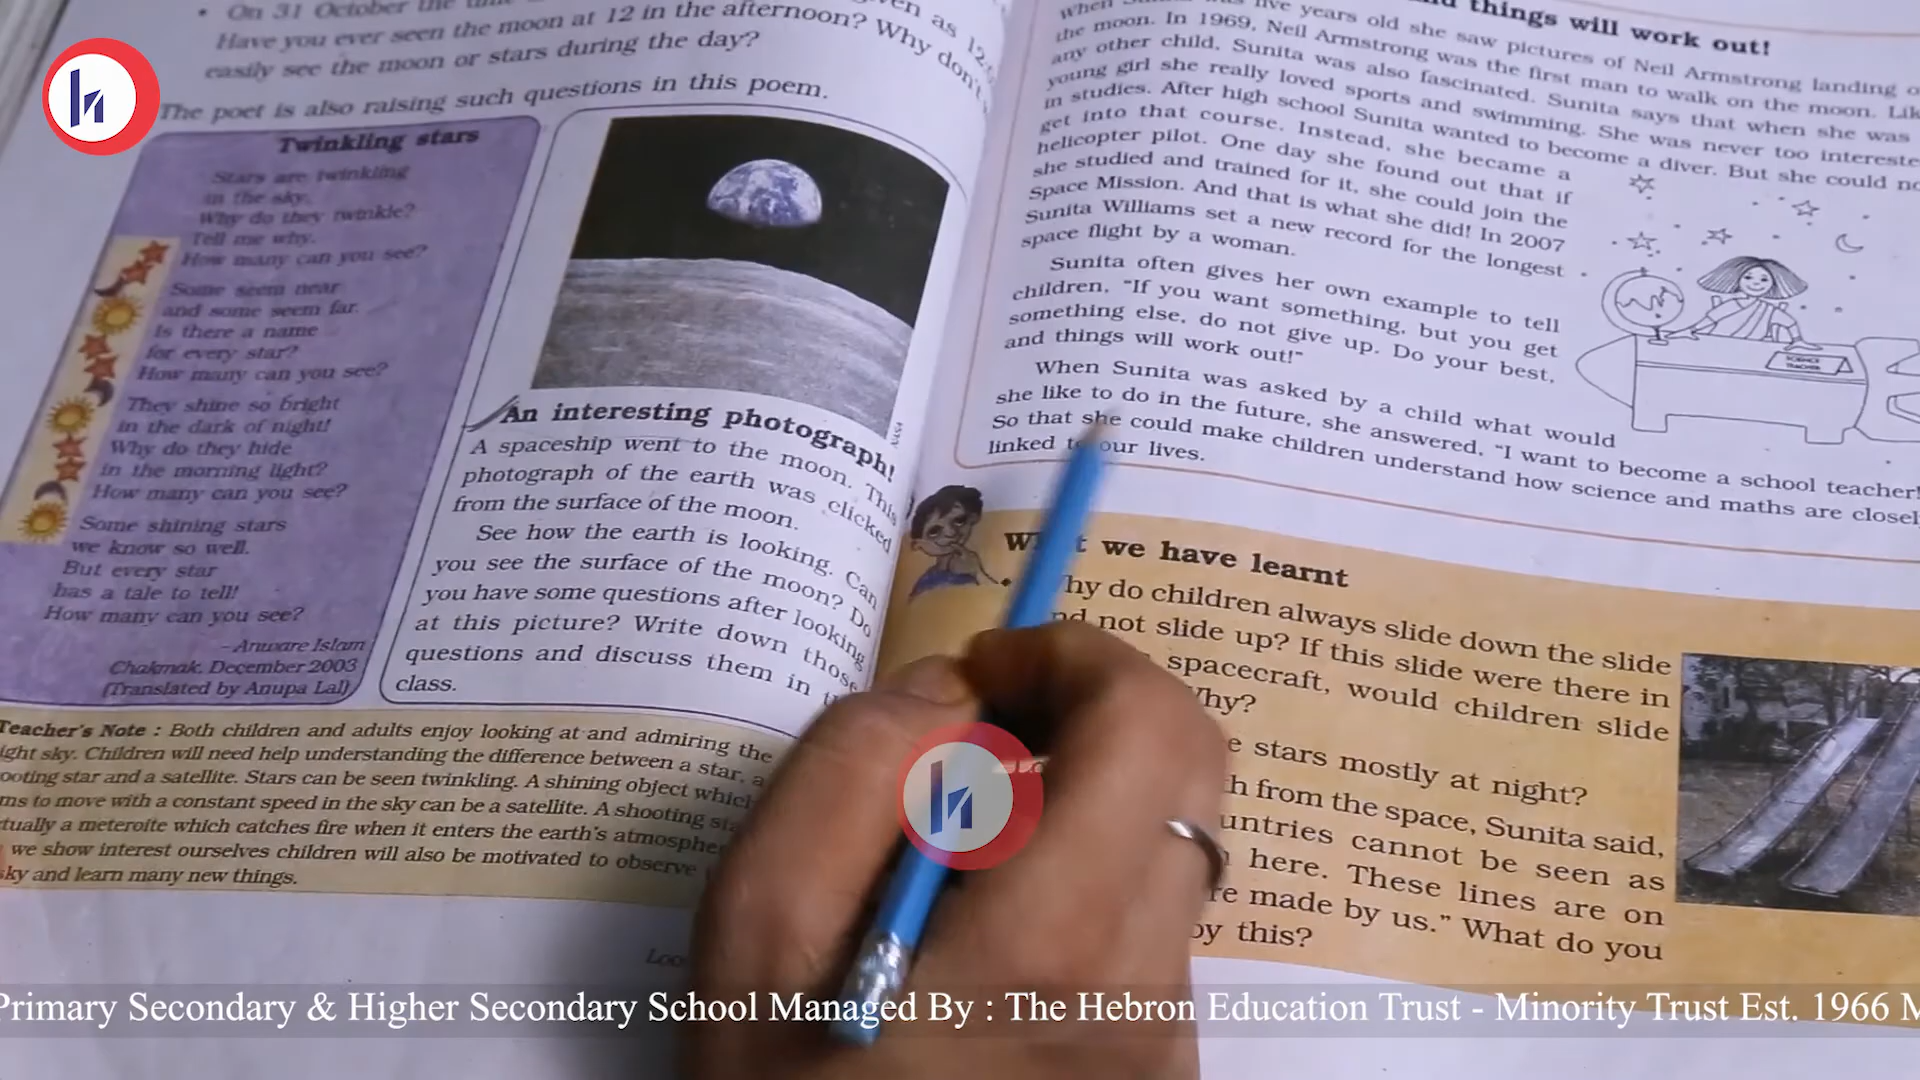 On 31 October the
Have you ever seen the moon at 12 in the afternoon? Why don't
easily see the moon or stars during the day?
The poet is also raising such questions in this poem.
Twinkling stars
Stars are twinkling
in the sky.
Why do they twinkle?
Tell me why.
How many can you see?
Some seem near
and some seem far.
Is there a name
for every star?
How many can you see?
They shine so bright
in the dark of night!
Why do they hide
in the morning light?
How many can you see?
Some shining stars
we know so well.
But every star
has a tale to tell!
How many can you see?
– Anware Islam
Chakmak, December 2003
(Translated by Anupa Lal)
NASA
An interesting photograph!
A spaceship went to the moon. This
photograph of the earth was clicked
from the surface of the moon.
See how the earth is looking. Can
you see the surface of the moon? Do
you have some questions after looking
at this picture? Write down those
questions and discuss them in
class.
Teacher's Note : Both children and adults enjoy looking at and admiring the
ight sky. Children will need help understanding the difference between a star, a
ooting star and a satellite. Stars can be seen twinkling. A shining object which
ms to move with a constant speed in the sky can be a satellite. A shooting sta
tually a meteroite which catches fire when it enters the earth's atmospher
we show interest ourselves children will also be motivated to observe
ky and learn many new things.
Loo
things will work out!
When five years old she saw pictures of Neil Armstrong landing o
the moon. In 1969, Neil Armstrong was the first man to walk on the moon. Lik
any other child, Sunita was also fascinated. Sunita says that when she was
young girl she really loved sports and swimming. She was never too intereste
in studies. After high school Sunita wanted to become a diver. But she could no
get into that course. Instead, she became a
helicopter pilot. One day she found out that if
she studied and trained for it, she could join the
Space Mission. And that is what she did! In 2007
Sunita Williams set a new record for the longest
space flight by a woman.
Sunita often gives her own example to tell
children, "If you want something, but you get
something else, do not give up. Do your best,
and things will work out!"
When Sunita was asked by a child what would
she like to do in the future, she answered, "I want to become a school teacher!
So that she could make children understand how science and maths are closel
linked to our lives.
SCIENCE
TEACHER
What we have learnt
hy do children always slide down the slide
nd not slide up? If this slide were there in
spacecraft, would children slide
hy?
e stars mostly at night?
h from the space, Sunita said,
untries cannot be seen as
here. These lines are on
re made by us." What do you
by this?
Primary Secondary & Higher Secondary School Managed By : The Hebron Education Trust - Minority Trust Est. 1966 M